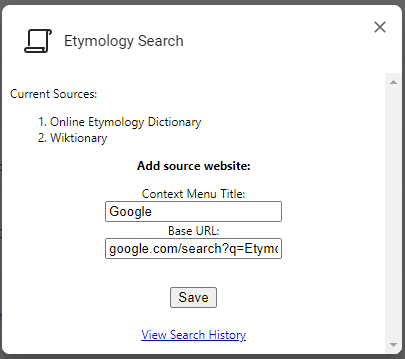 Etymology Search
Current Sources:
1. Online Etymology Dictionary
2. Wiktionary
Add source website:
Context Menu Title:
Google
Base URL:
google.com/search?q=Etymo
Save
View Search History